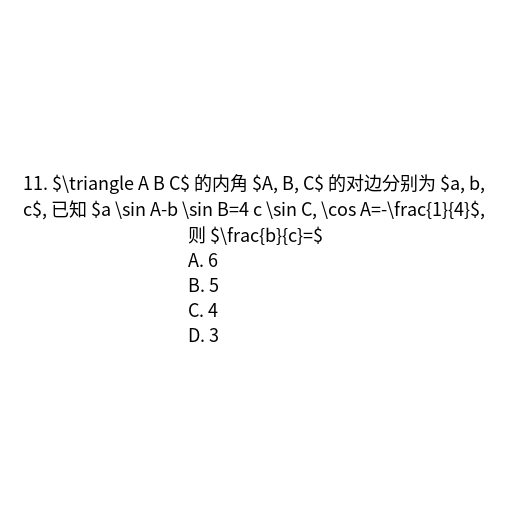 11. $\triangle A B C$ 的内角 $A, B, C$ 的对边分别为 $a, b,
c$, 已知 $a \sin A-b \sin B=4 c \sin C, \cos A=-\frac{1}{4}$,
则 $\frac{b}{c}=$
A. 6
B. 5
C. 4
D. 3